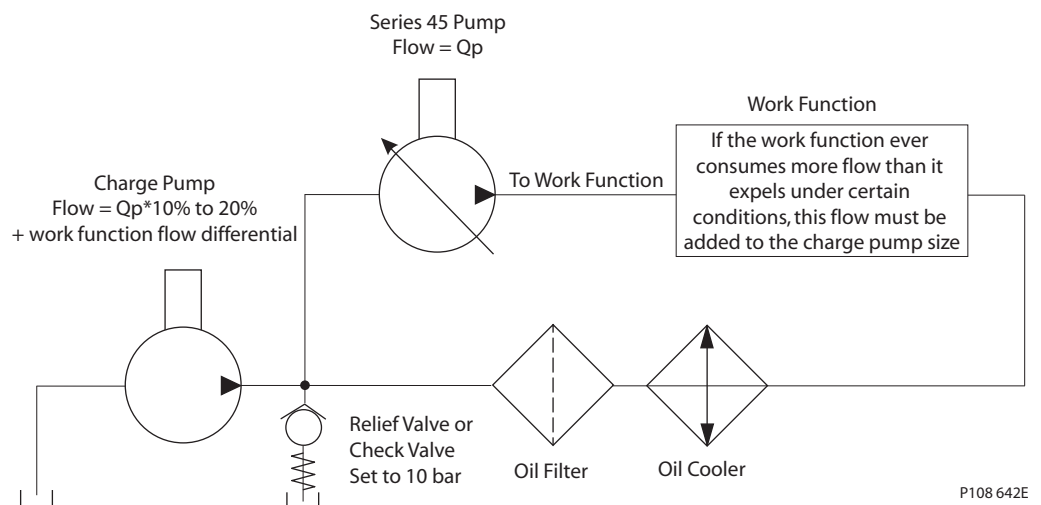 Series 45 Pump
Flow = Qp
Work Function
If the work function ever
consumes more flow than it
expels under certain
conditions, this flow must be
added to the charge pump size
To Work Function
Charge Pump
Flow = Qp*10% to 20%
+ work function flow differential
Relief Valve or
Check Valve
Set to 10 bar
Oil Filter
Oil Cooler
P108 642E